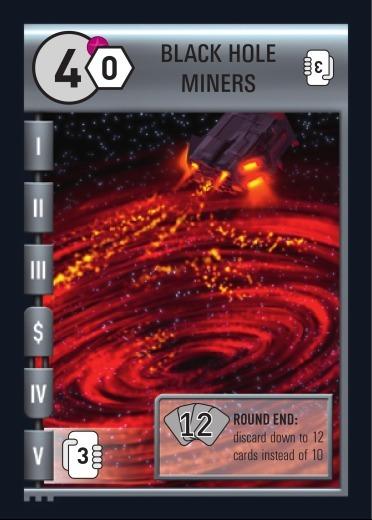 4
0
BLACK HOLE
MINERS
3
I
II
III
$
IV
V
3
12
ROUND END:
discard down to 12
cards instead of 10